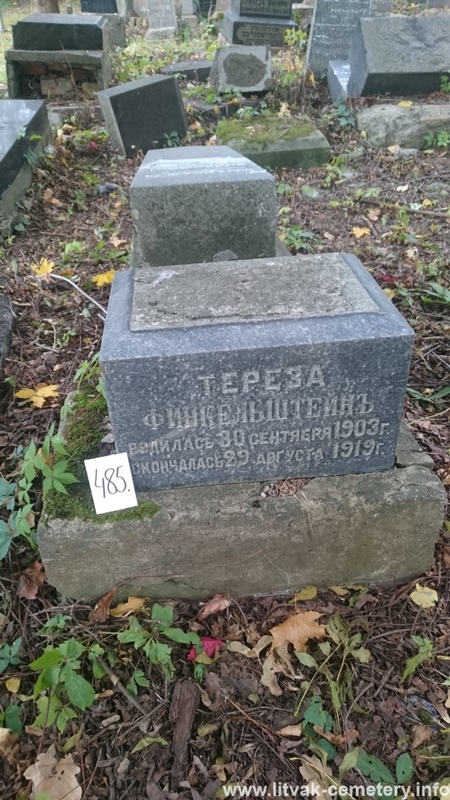 ТЕРЕЗА
ФИНКЕЛЬШТЕЙНЪ
РОДИЛАСЬ 30 СЕНТЯБРЯ 1903 Г.
СКОНЧАЛАСЬ 29 АВГУСТА 1919 Г.
485.
www.litvak-cemetery.info